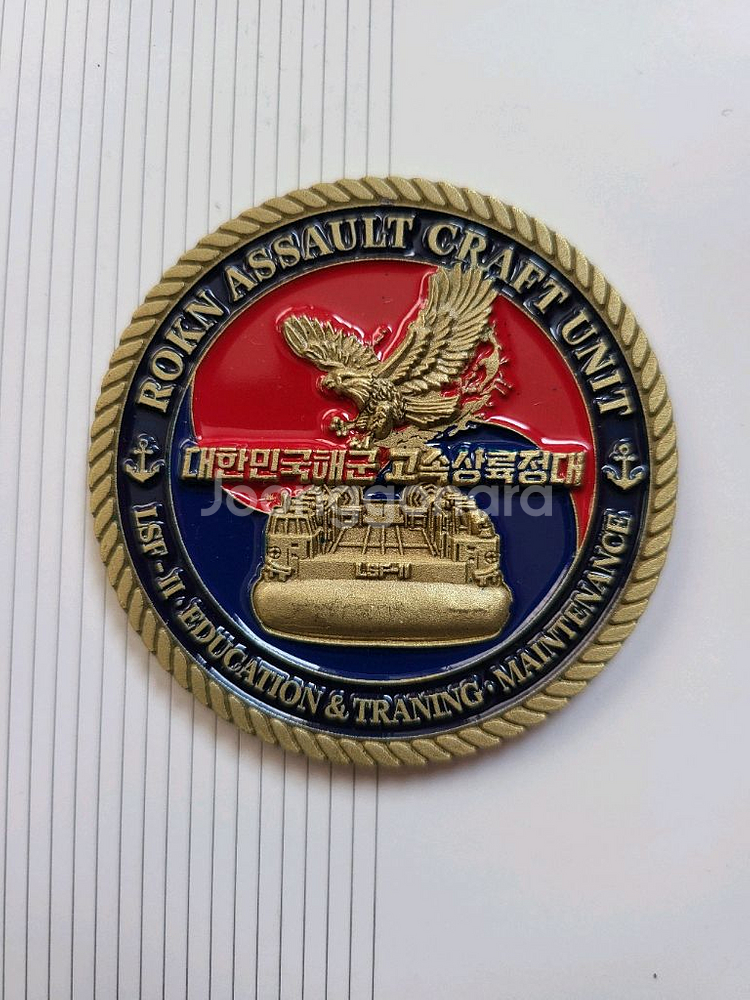 ROKN ASSAULT CRAFT UNIT
대한민국해군 고속상륙정대
Joonggonara
LSF-II
LSF-II · EDUCATION & TRANING · MAINTENANCE